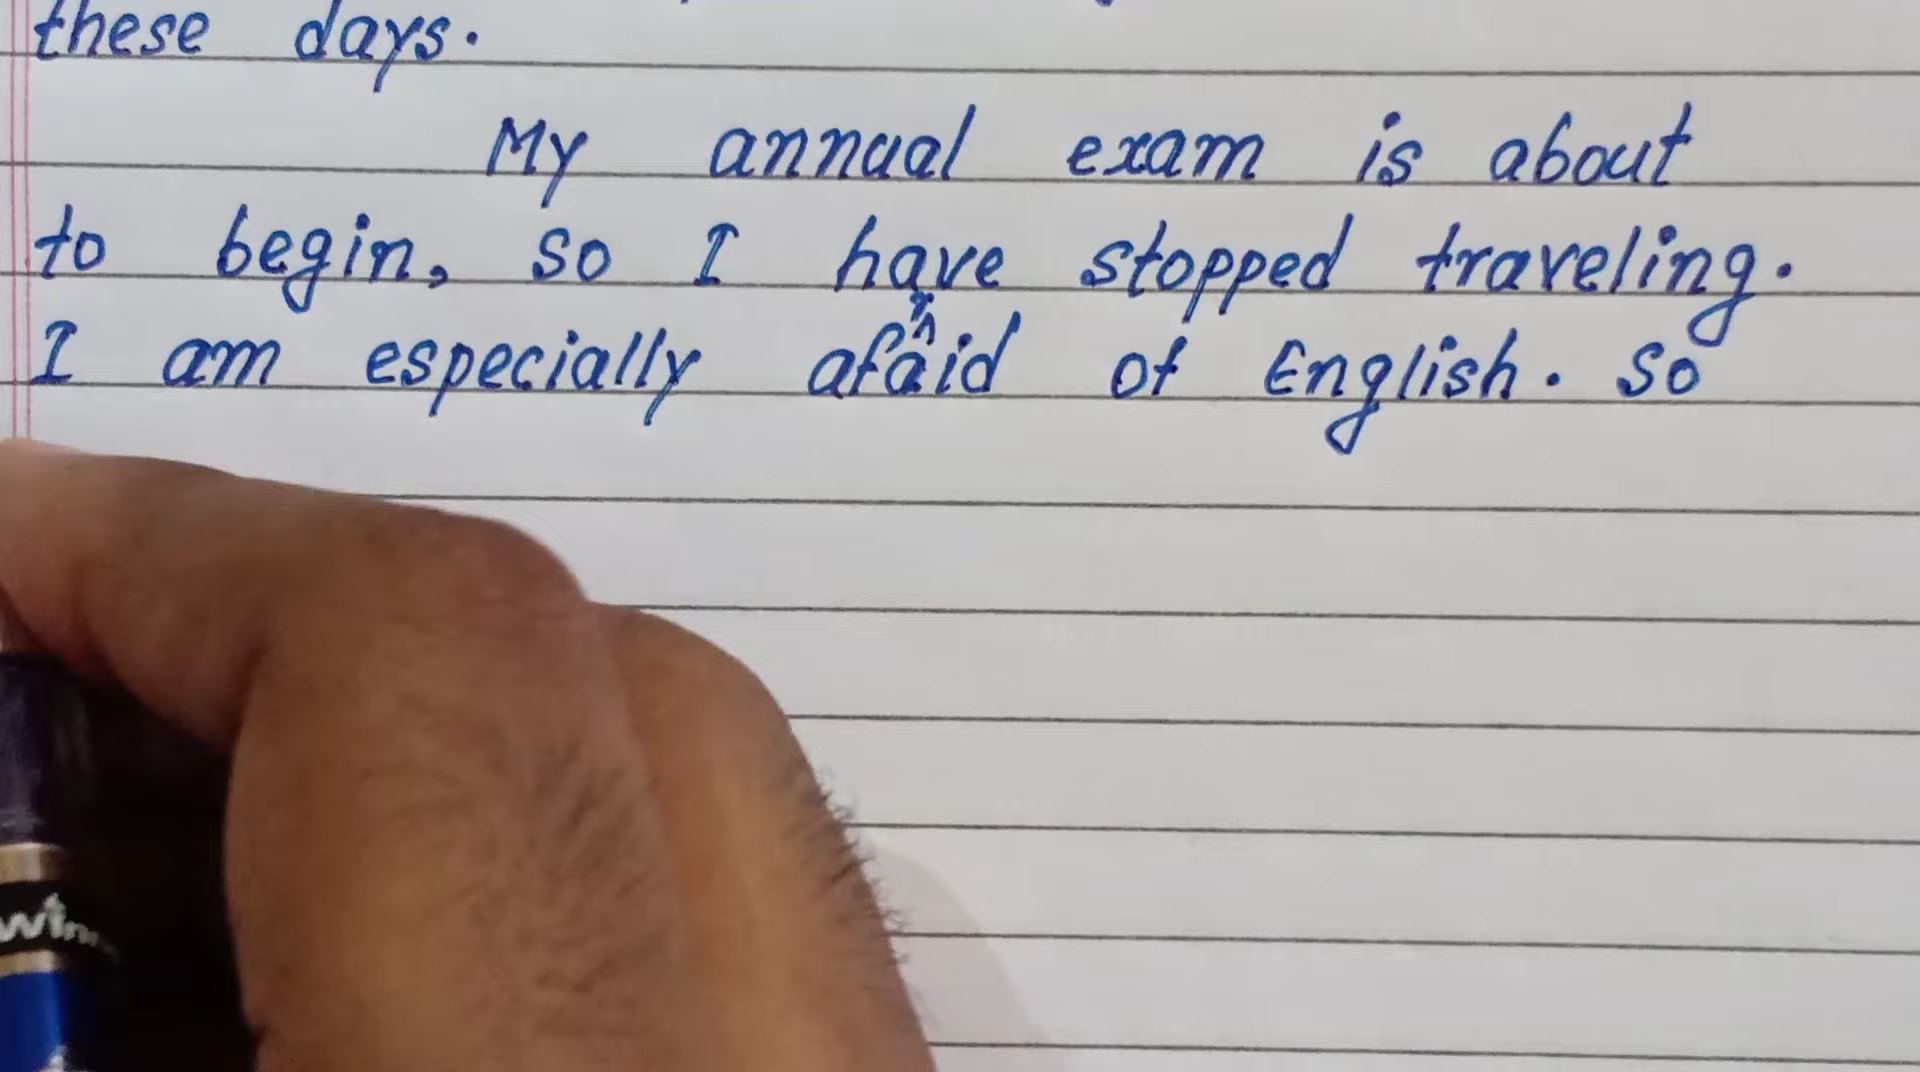 these days.
My annual exam is about
to begin, so I have stopped traveling.
I am especially afraid of English. So
win